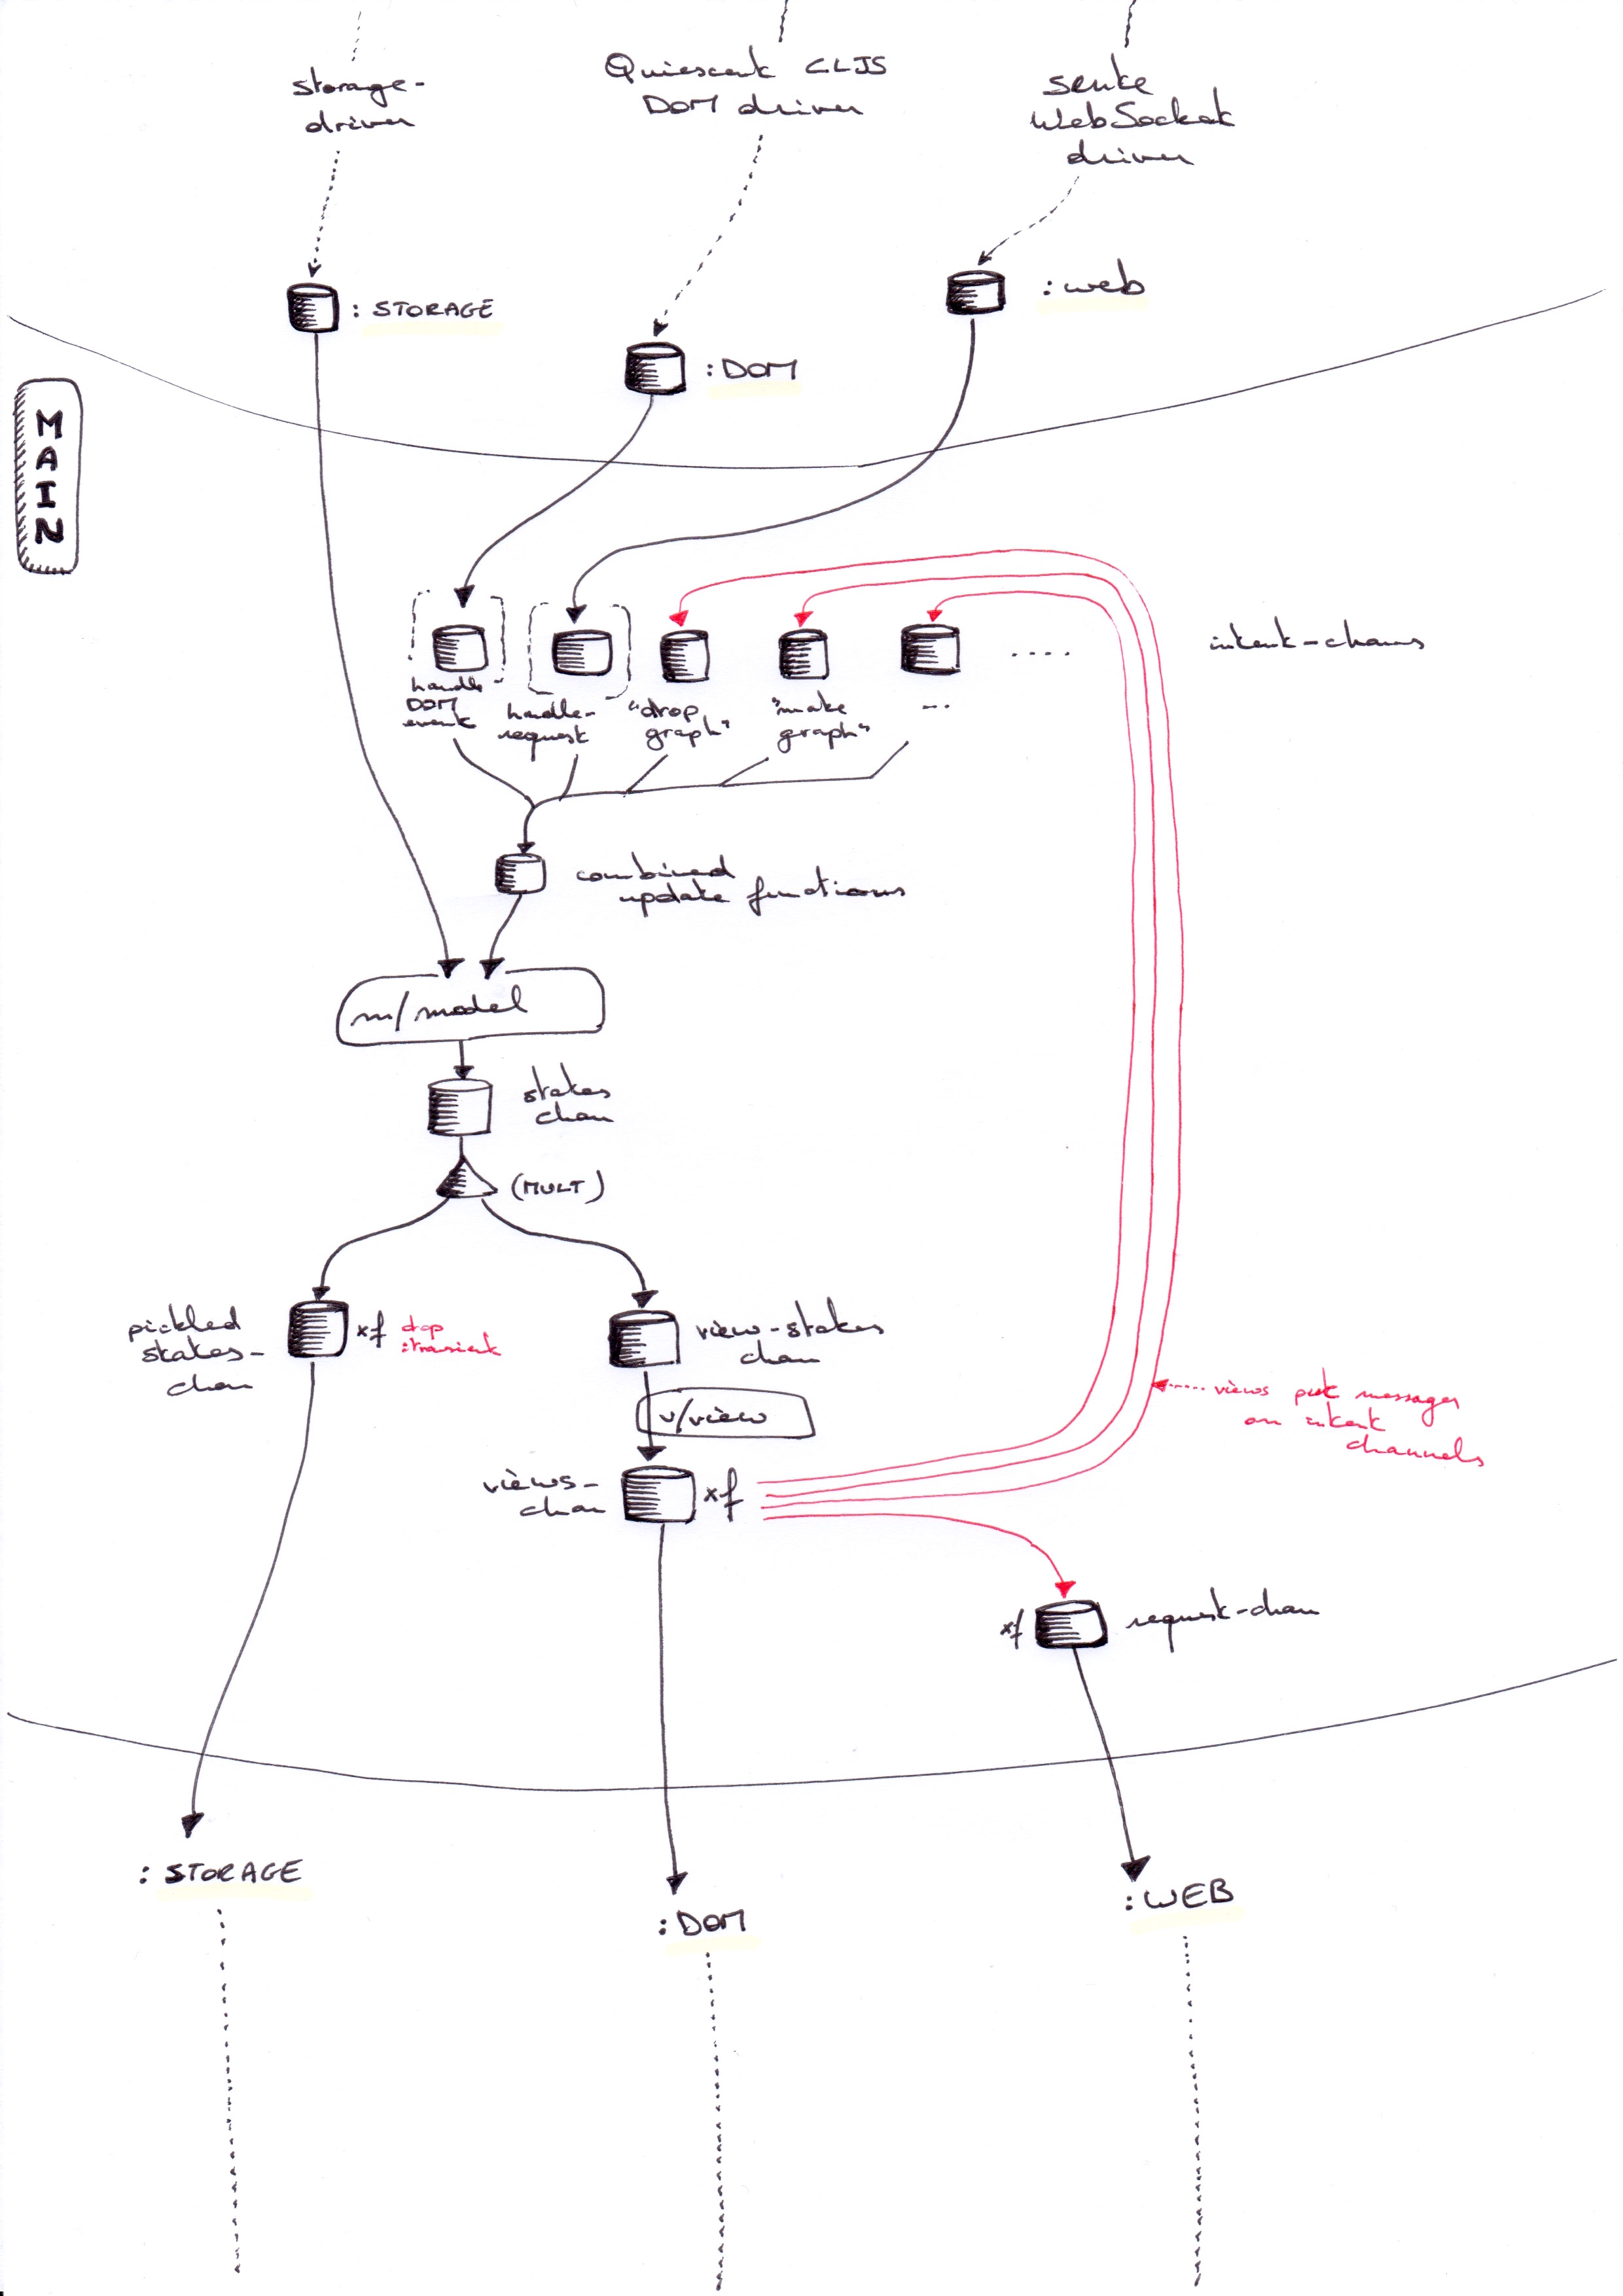 storage-
driver
Quiescent CLJS
DOM driver
sente
WebSocket
driver
: STORAGE
: DOM
: web
MAIN
handle
DOM
event
handle-
request
"drop
graph"
"make
graph"
...
....
intent-chans
combined
update functions
m/model
states
chan
(MULT)
pickled
states-
chan
xf
drop
:transient
view-states
chan
v/view
views-
chan
xf
views put messages
on intent
channels
xf
request-chan
: STORAGE
: DOM
: WEB